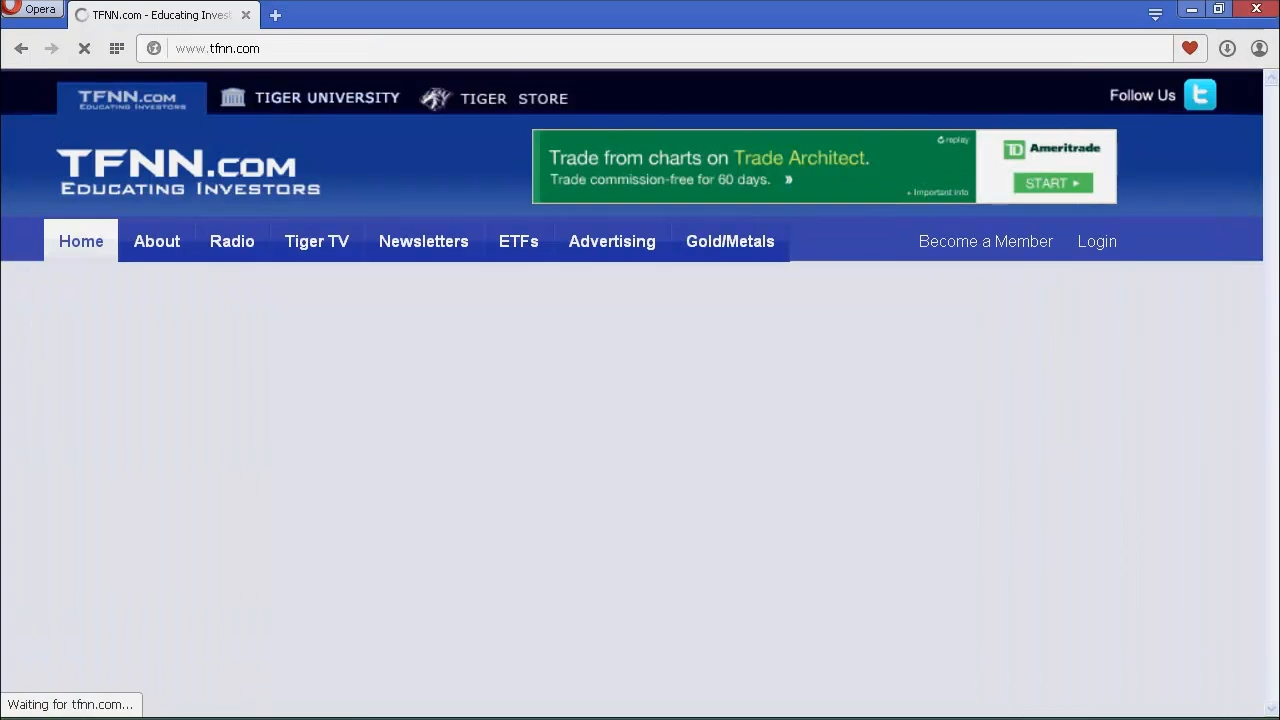 Opera
TFNN.com - Educating Invest
www.tfnn.com
TFNN.com
EDUCATING INVESTORS
TIGER UNIVERSITY
TIGER STORE
Follow Us
TFNN.COM
EDUCATING INVESTORS
Trade from charts on Trade Architect.
Trade commission-free for 60 days. »
replay
+ Important Info
TD Ameritrade
START
Home About Radio Tiger TV Newsletters ETFs Advertising Gold/Metals Become a Member Login
Waiting for tfnn.com...